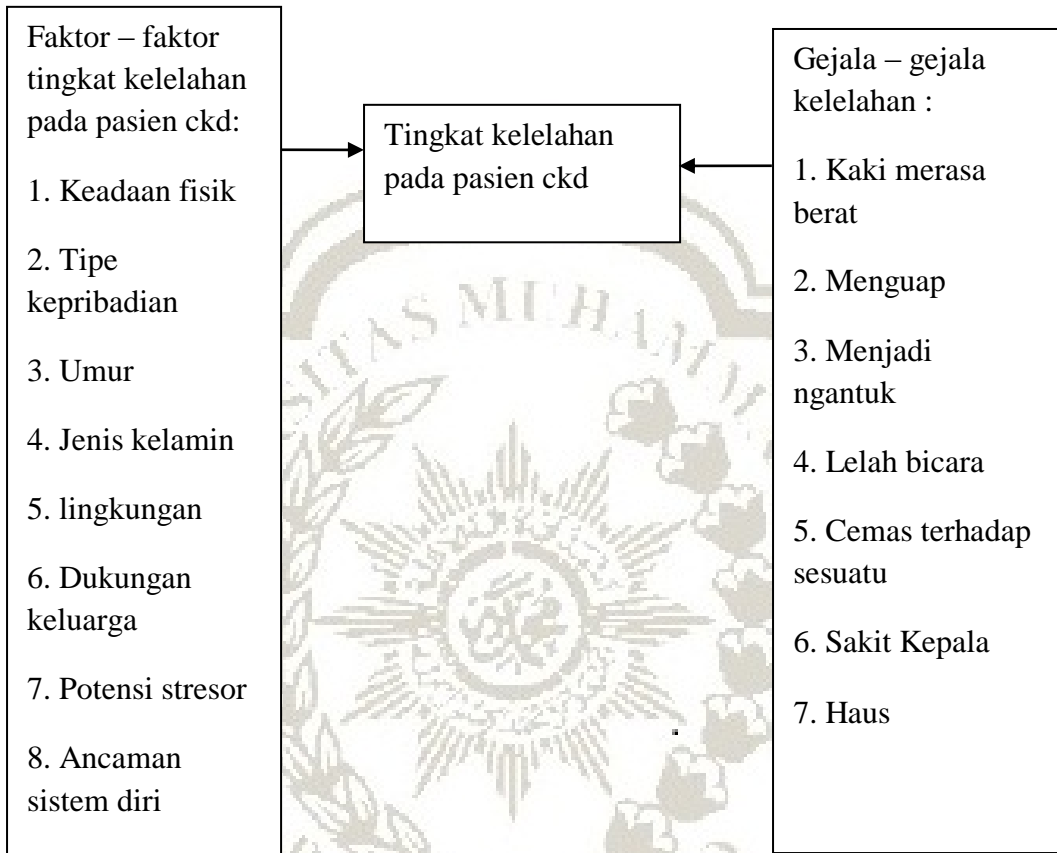 Faktor – faktor
tingkat kelelahan
pada pasien ckd:
1. Keadaan fisik
2. Tipe
kepribadian
3. Umur
4. Jenis kelamin
5. lingkungan
6. Dukungan
keluarga
7. Potensi stresor
8. Ancaman
sistem diri
Tingkat kelelahan
pada pasien ckd
Gejala – gejala
kelelahan :
1. Kaki merasa
berat
2. Menguap
3. Menjadi
ngantuk
4. Lelah bicara
5. Cemas terhadap
sesuatu
6. Sakit Kepala
7. Haus
SITAS MUHAMM